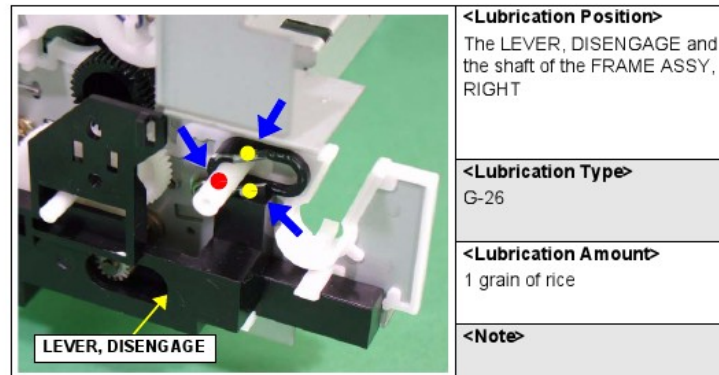 <Lubrication Position>
The LEVER, DISENGAGE and
the shaft of the FRAME ASSY,
RIGHT
<Lubrication Type>
G-26
<Lubrication Amount>
1 grain of rice
<Note>
LEVER, DISENGAGE